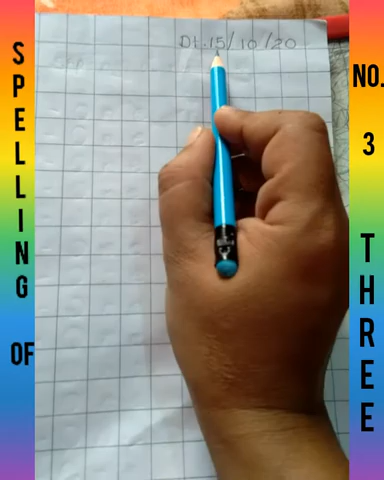 Dt.15/10/20
SPELLING OF
NO. 3 THREE